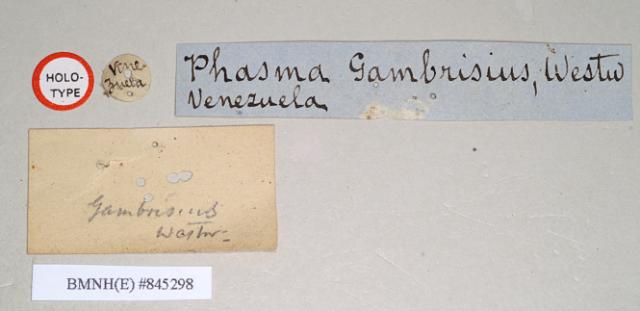 HOLO-
TYPE
Vene
zuela
Phasma Gambrisius, Westw
Venezuela
Gambrisius
Westw-
BMNH(E) #845298